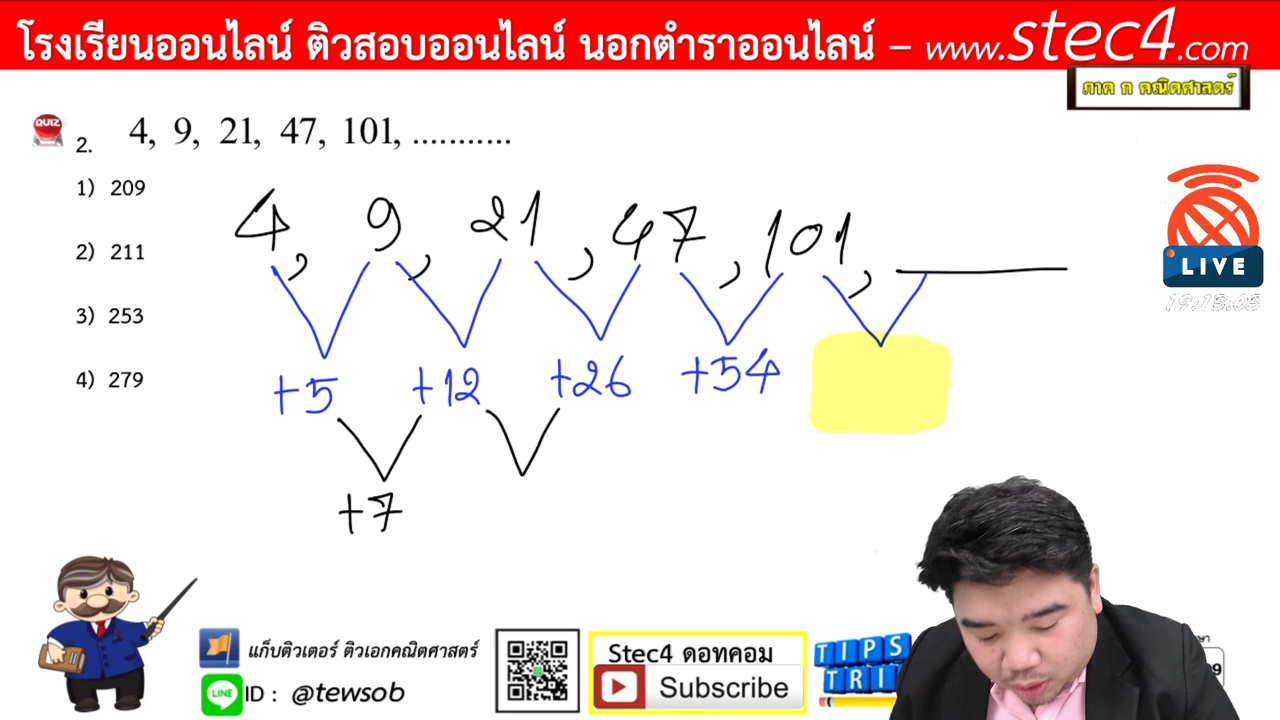 โรงเรียนออนไลน์ ติวสอบออนไลน์ นอกตำราออนไลน์ – www.stec4.com
ภาค ก คณิตศาสตร์
QUIZ
2. 4, 9, 21, 47, 101, ...........
1) 209
2) 211
3) 253
4) 279
4, 9, 21, 47, 101, ________
+5 +12 +26 +54
+7
LIVE
19:13:03
แก็บติวเตอร์ ติวเอกคณิตศาสตร์
LINE ID : @tewsob
Stec4 ดอทคอม
Subscribe
TIPS
TRI